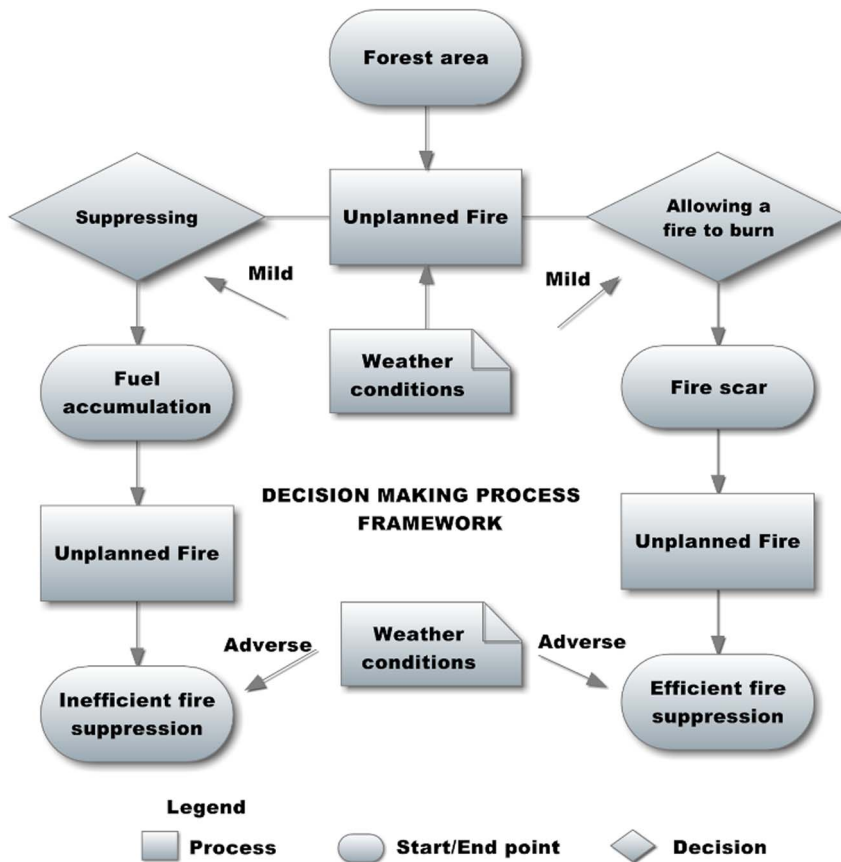 Forest area
Suppressing
Unplanned Fire
Allowing a
fire to burn
Mild
Mild
Weather
conditions
Fuel
accumulation
Fire scar
DECISION MAKING PROCESS
FRAMEWORK
Unplanned Fire
Unplanned Fire
Adverse
Weather
conditions
Adverse
Inefficient fire
suppression
Efficient fire
suppression
Legend
Process
Start/End point
Decision